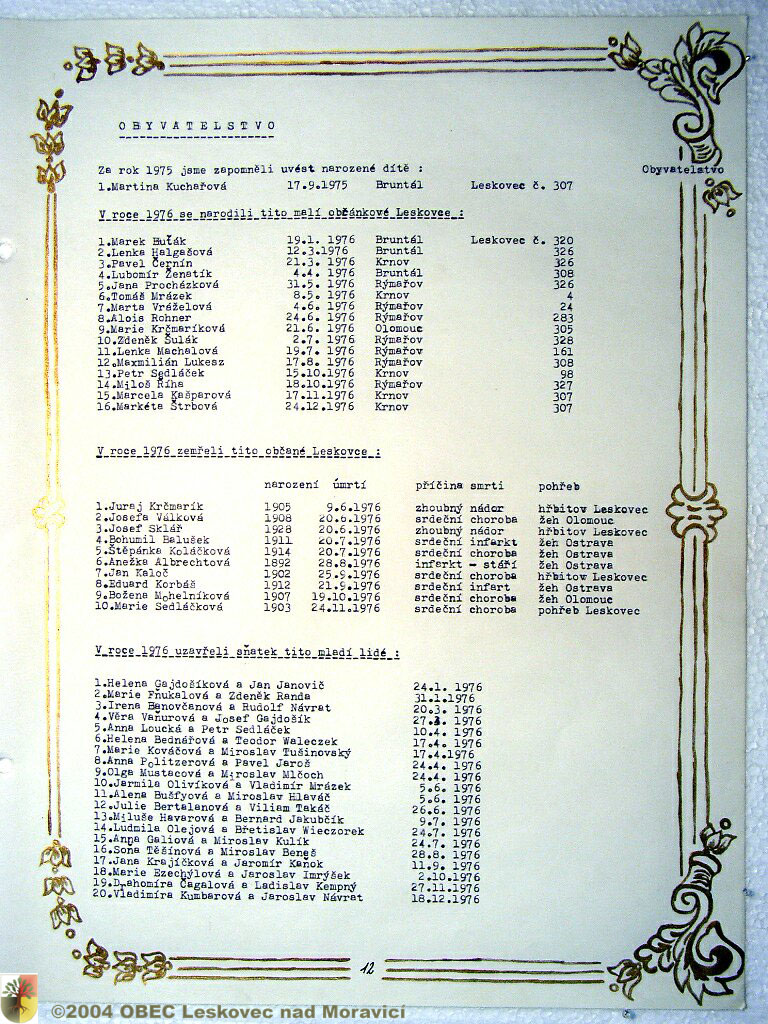 O B Y V A T E L S T V O
Za rok 1975 jsme zapomněli uvést narozené dítě :
Obyvatelstvo
1.Martina Kuchařová 17.9.1975 Bruntál Leskovec č. 307
V roce 1976 se narodili tito malí občánkové Leskovce :
1.Marek Buľák 19.1. 1976 Bruntál Leskovec č. 320
2.Lenka Halgašová 12.3.1976 Bruntál 326
3.Pavel Černín 21.3. 1976 Krnov 326
4.Lubomír Ženatík 4.4. 1976 Bruntál 308
5.Jana Procházková 31.5. 1976 Rýmařov 326
6.Tomáš Mrázek 8.5. 1976 Krnov 4
7.Marta Vráželová 4.6. 1976 Rýmařov 24
8.Alois Rohner 24.6. 1976 Rýmařov 283
9.Marie Krčmaríková 21.6. 1976 Olomouc 305
10.Zdeněk Šulák 2.7. 1976 Rýmařov 328
11.Lenka Machalová 19.7. 1976 Rýmařov 161
12.Maxmilián Lukesz 17.8. 1976 Rýmařov 308
13.Petr Sedláček 15.10.1976 Krnov 98
14.Miloš Říha 18.10.1976 Rýmařov 327
15.Marcela Kašparová 17.11.1976 Krnov 307
16.Markéta Štrbová 24.12.1976 Krnov 307
V roce 1976 zemřeli tito občané Leskovce :
narození úmrtí příčina smrti pohřeb
1.Juraj Krčmarík 1905 9.6.1976 zhoubný nádor hřbitov Leskovec
2.Josefa Válková 1908 20.6.1976 srdeční choroba žeh Olomouc
3.Josef Sklář 1928 20.6.1976 zhoubný nádor hřbitov Leskovec
4.Bohumil Balušek 1911 20.7.1976 srdeční infarkt žeh Ostrava
5.Štěpánka Koláčková 1914 20.7.1976 srdeční choroba žeh Ostrava
6.Anežka Albrechtová 1892 28.8.1976 infarkt - stáří žeh Ostrava
7.Jan Kaloč 1902 25.9.1976 srdeční choroba hřbitov Leskovec
8.Eduard Korbáš 1912 21.9.1976 srdeční infart žeh Ostrava
9.Božena Mohelníková 1907 19.10.1976 srdeční choroba žeh Olomouc
10.Marie Sedláčková 1903 24.11.1976 srdeční choroba pohřeb Leskovec
V roce 1976 uzavřeli sňatek tito mladí lidé :
1.Helena Gajdošíková a Jan Janovič 24.1. 1976
2.Marie Fňukalová a Zdeněk Randa 31.1.1976
3.Irena Beňovčanová a Rudolf Návrat 20.3. 1976
4.Věra Vaňurová a Josef Gajdošík 27.3. 1976
5.Anna Loucká a Petr Sedláček 10.4. 1976
6.Helena Bednářová a Teodor Waleczek 17.4. 1976
7.Marie Kováčová a Miroslav Tušinovský 17.4.1976
8.Anna Politzerová a Pavel Jaroš 24.4. 1976
9.Olga Mustacová a Miroslav Mlčoch 24.4. 1976
10.Jarmila Olivíková a Vladimír Mrázek 5.6. 1976
11.Alena Bušfyová a Miroslav Hlaváč 5.6. 1976
12.Julie Bertalanová a Viliam Takáč 26.6. 1976
13.Miluše Havarová a Bernard Jakubčík 9.7. 1976
14.Ludmila Olejová a Břetislav Wieczorek 24.7. 1976
15.Anna Galiová a Miroslav Kulík 24.7. 1976
16.Soňa Těšínová a Miroslav Beneš 28.8. 1976
17.Jana Krajíčková a Jaromír Kaňok 11.9. 1976
18.Marie Ezechýlová a Jaroslav Imryšek 2.10.1976
19.Drahomíra Čagalová a Ladislav Kempný 27.11.1976
20.Vladimíra Kumbarová a Jaroslav Návrat 18.12.1976
12
©2004 OBEC Leskovec nad Moravicí